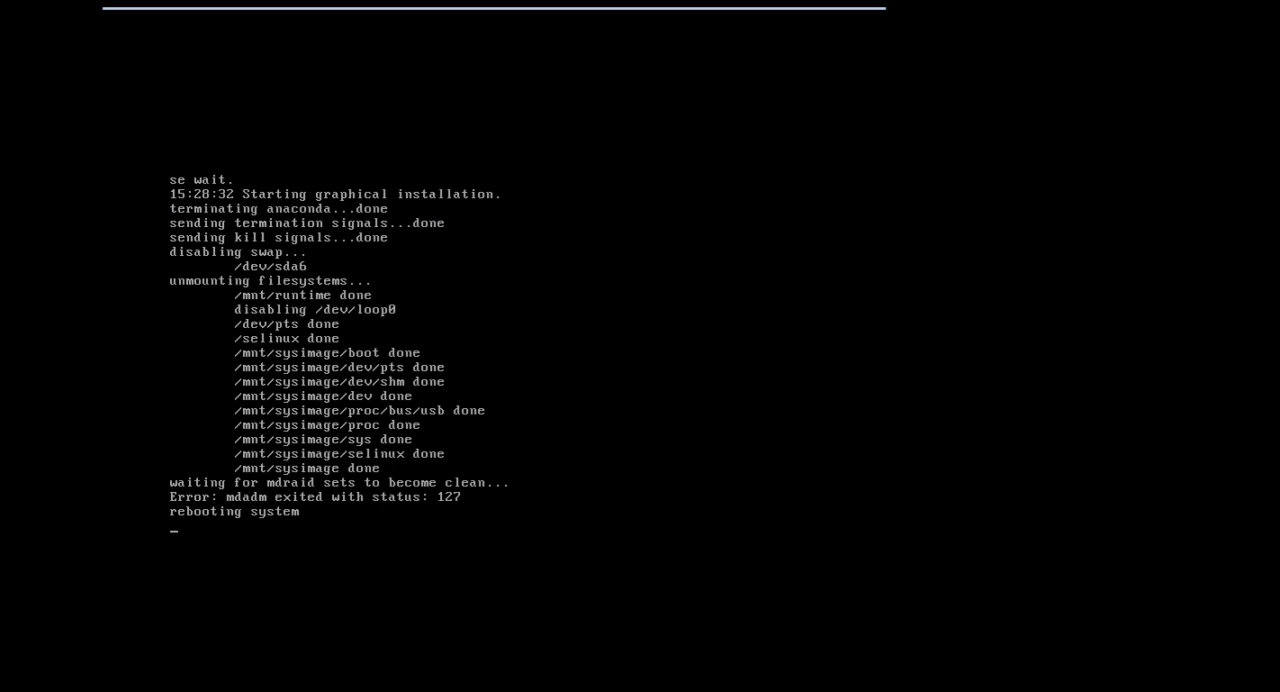 se wait.
15:28:32 Starting graphical installation.
terminating anaconda...done
sending termination signals...done
sending kill signals...done
disabling swap...
/dev/sda6
unmounting filesystems...
/mnt/runtime done
disabling /dev/loop0
/dev/pts done
/selinux done
/mnt/sysimage/boot done
/mnt/sysimage/dev/pts done
/mnt/sysimage/dev/shm done
/mnt/sysimage/dev done
/mnt/sysimage/proc/bus/usb done
/mnt/sysimage/proc done
/mnt/sysimage/sys done
/mnt/sysimage/selinux done
/mnt/sysimage done
waiting for mdraid sets to become clean...
Error: mdadm exited with status: 127
rebooting system